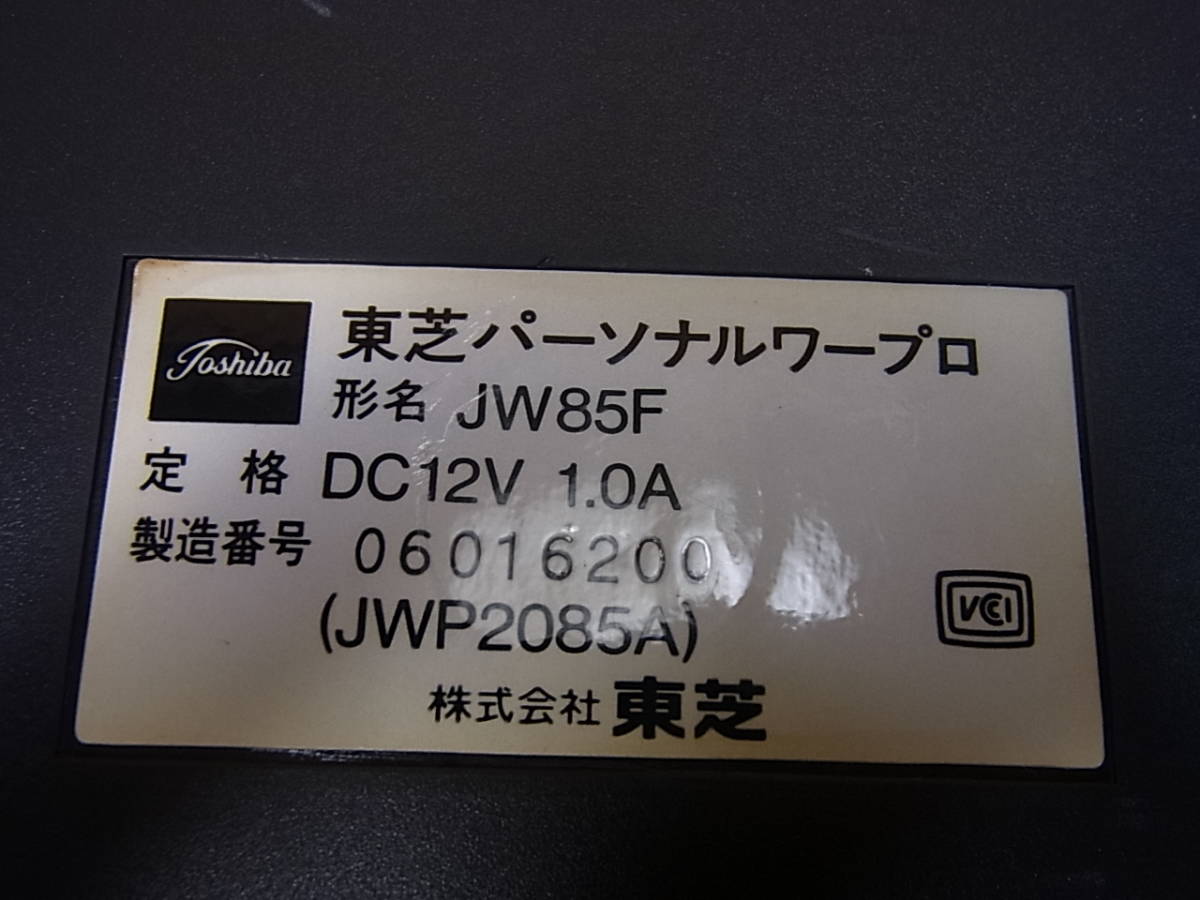 Toshiba
東芝パーソナルワープロ
形名 JW85F
定 格 DC12V 1.0A
製造番号 06016200
(JWP2085A)
VCCI
株式会社 東芝